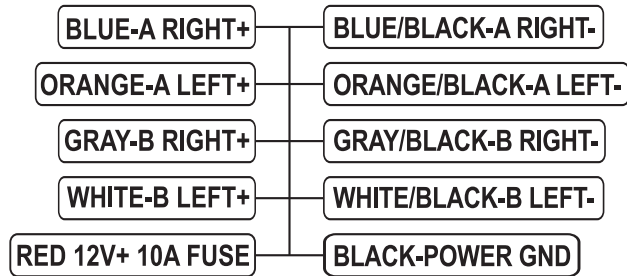 BLUE-A RIGHT+
BLUE/BLACK-A RIGHT-
ORANGE-A LEFT+
ORANGE/BLACK-A LEFT-
GRAY-B RIGHT+
GRAY/BLACK-B RIGHT-
WHITE-B LEFT+
WHITE/BLACK-B LEFT-
RED 12V+ 10A FUSE
BLACK-POWER GND